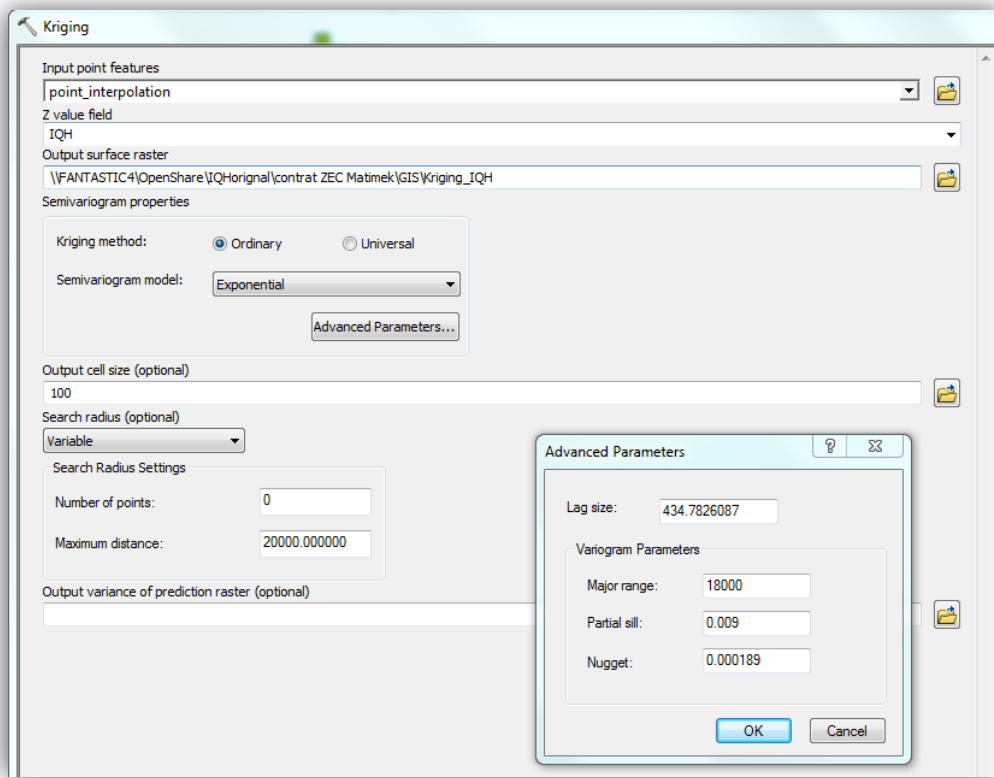 Kriging
Input point features
point_interpolation
Z value field
IQH
Output surface raster
\\FANTASTIC4\OpenShare\IQHorignal\contrat ZEC Matimek\GIS\Kriging_IQH
Semivariogram properties
Kriging method: Ordinary Universal
Semivariogram model: Exponential
Advanced Parameters...
Output cell size (optional)
100
Search radius (optional)
Variable
Search Radius Settings
Number of points: 0
Maximum distance: 20000.000000
Output variance of prediction raster (optional)
Advanced Parameters ?
Lag size: 434.7826087
Variogram Parameters
Major range: 18000
Partial sill: 0.009
Nugget: 0.000189
OK Cancel